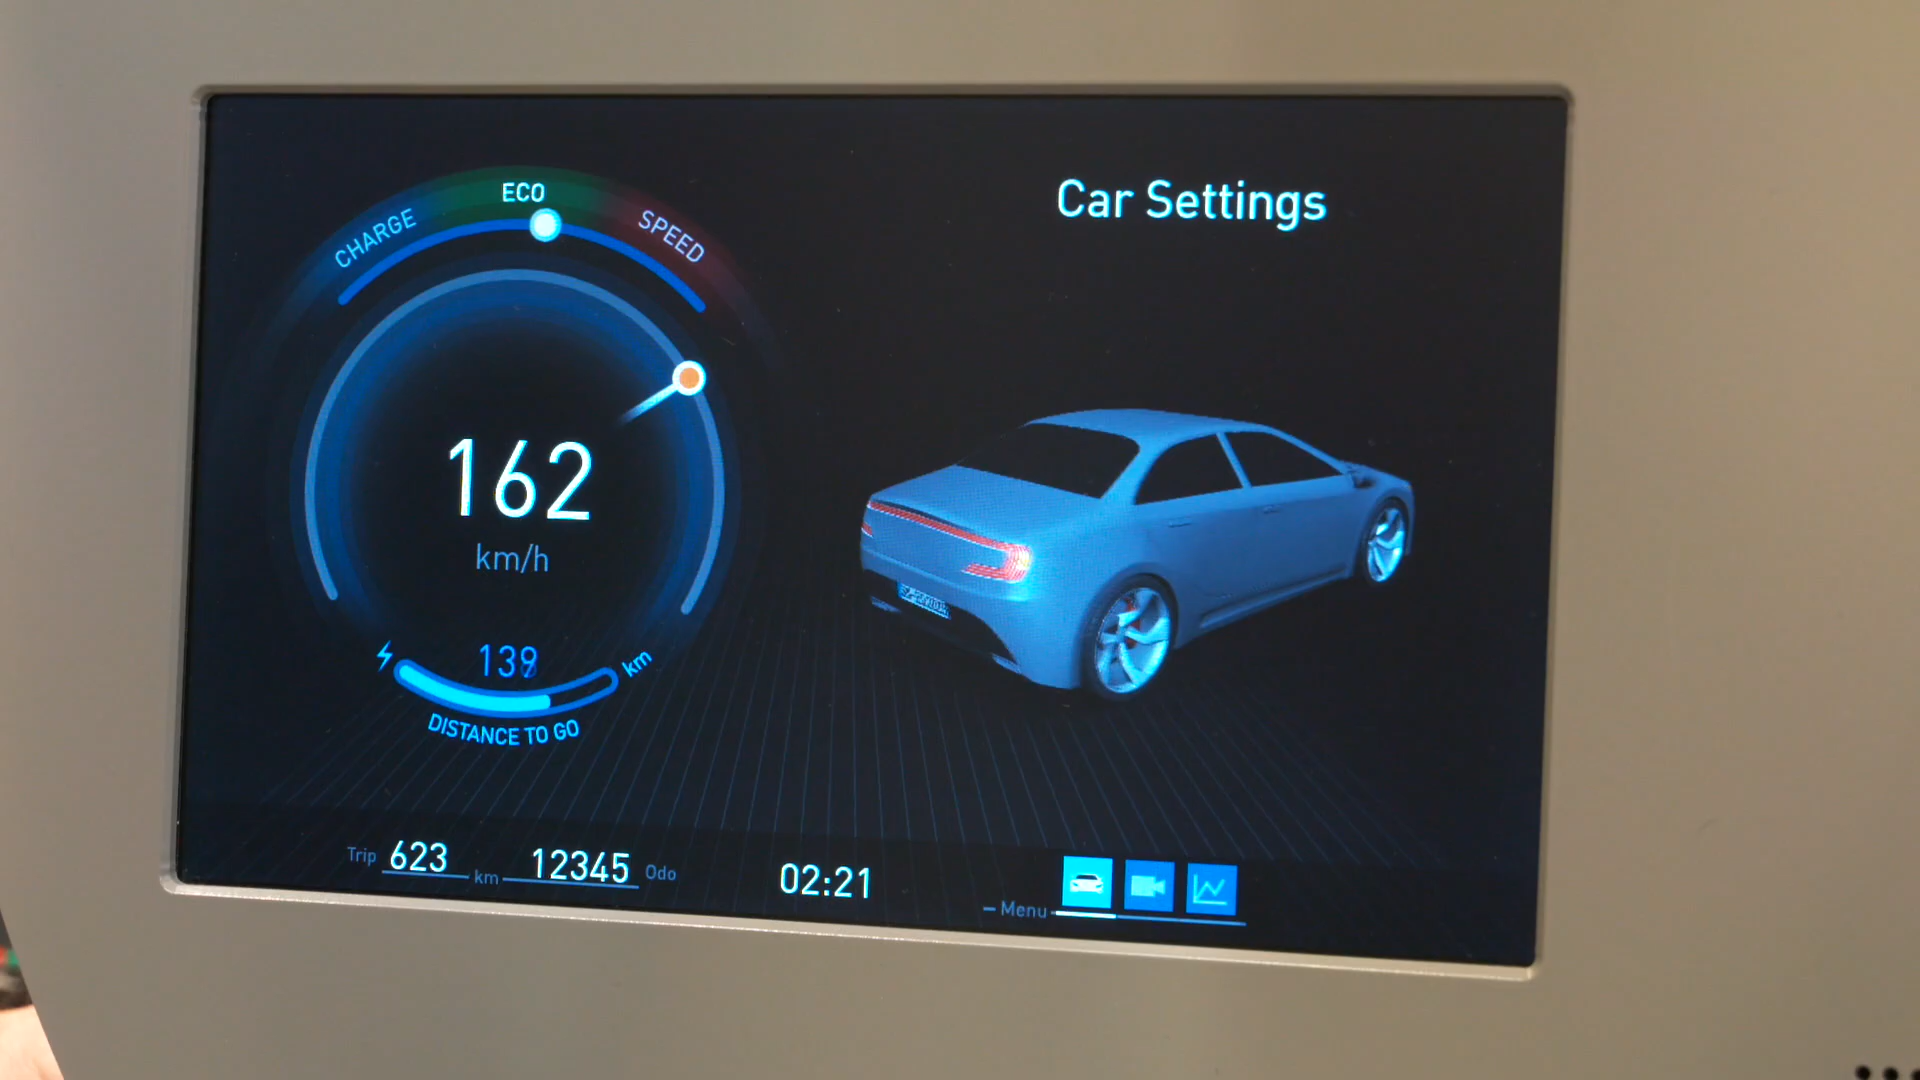 ECO
CHARGE
SPEED
Car Settings
162
km/h
km
DISTANCE TO GO
Trip 623 km 12345 Odo
02:21
Menu